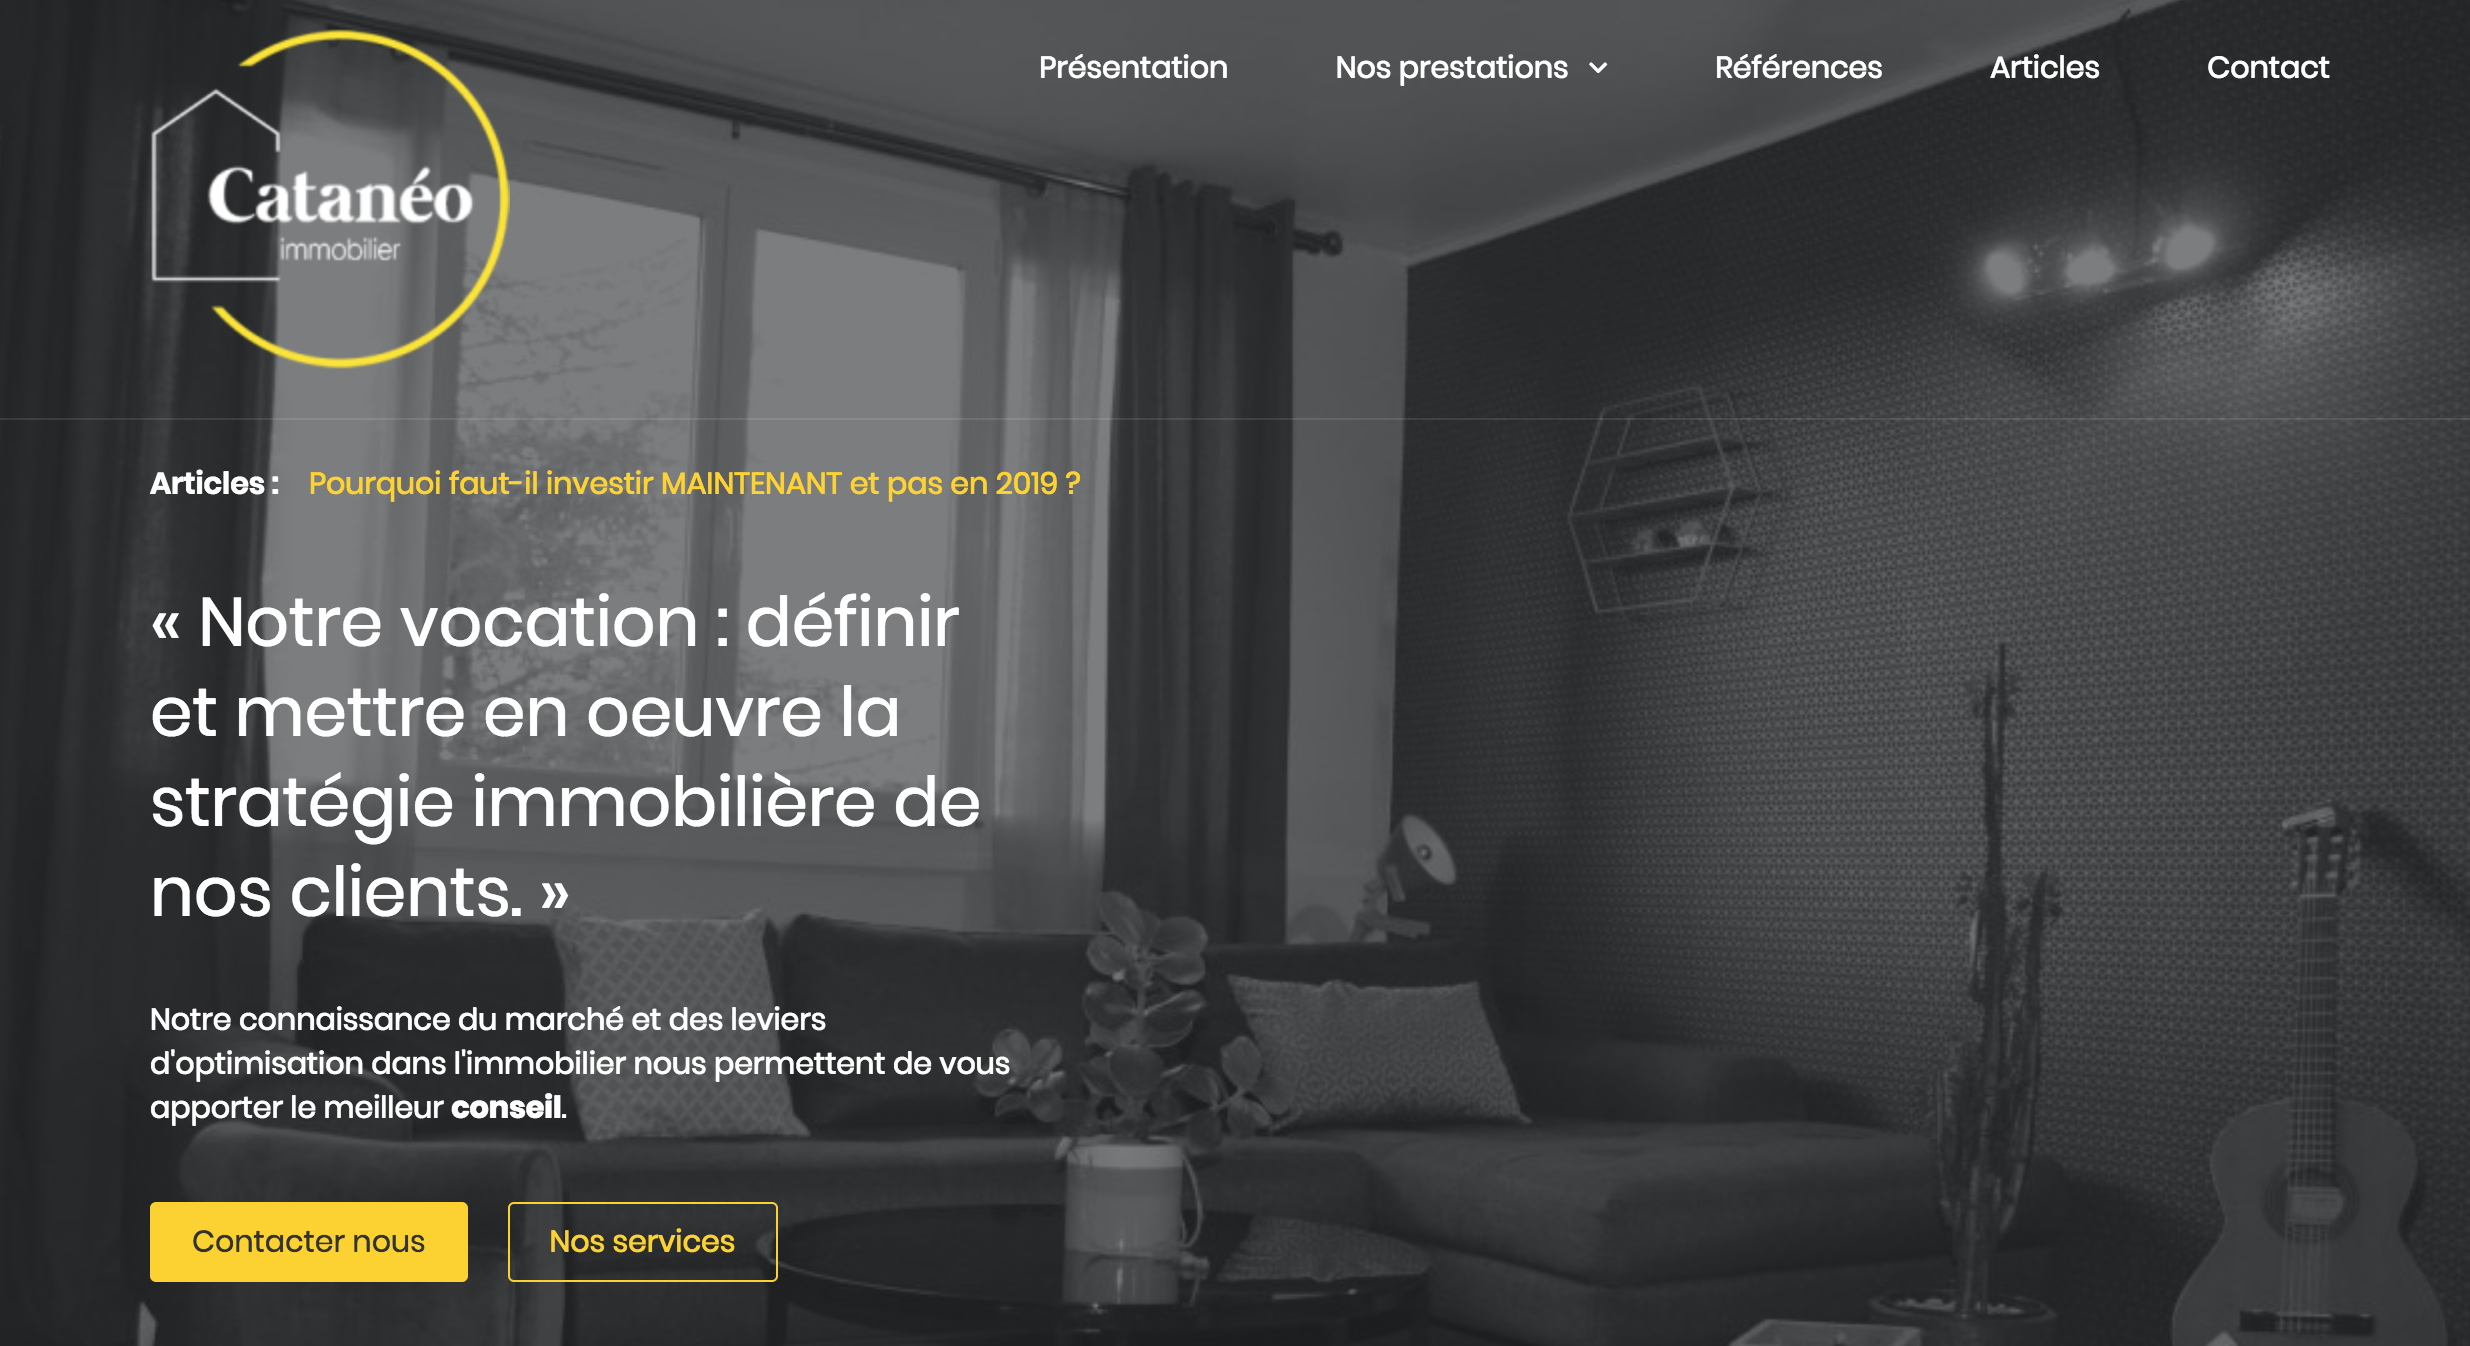 Présentation
Nos prestations
Références
Articles
Contact
Catanéo
immobilier
Articles : Pourquoi faut-il investir MAINTENANT et pas en 2019 ?
« Notre vocation : définir
et mettre en oeuvre la
stratégie immobilière de
nos clients. »
Notre connaissance du marché et des leviers
d'optimisation dans l'immobilier nous permettent de vous
apporter le meilleur conseil.
Contacter nous
Nos services